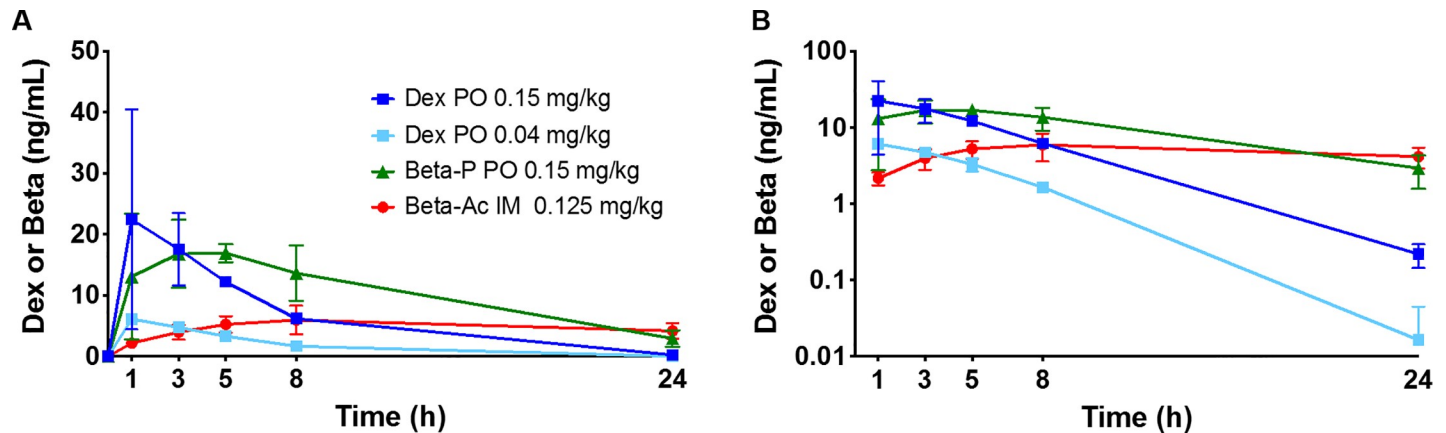 A
Dex or Beta (ng/mL)
50
40
30
20
10
0
Dex PO 0.15 mg/kg
Dex PO 0.04 mg/kg
Beta-P PO 0.15 mg/kg
Beta-Ac IM 0.125 mg/kg
1 3 5 8 24
Time (h)
B
Dex or Beta (ng/mL)
100
10
1
0.1
0.01
1 3 5 8 24
Time (h)